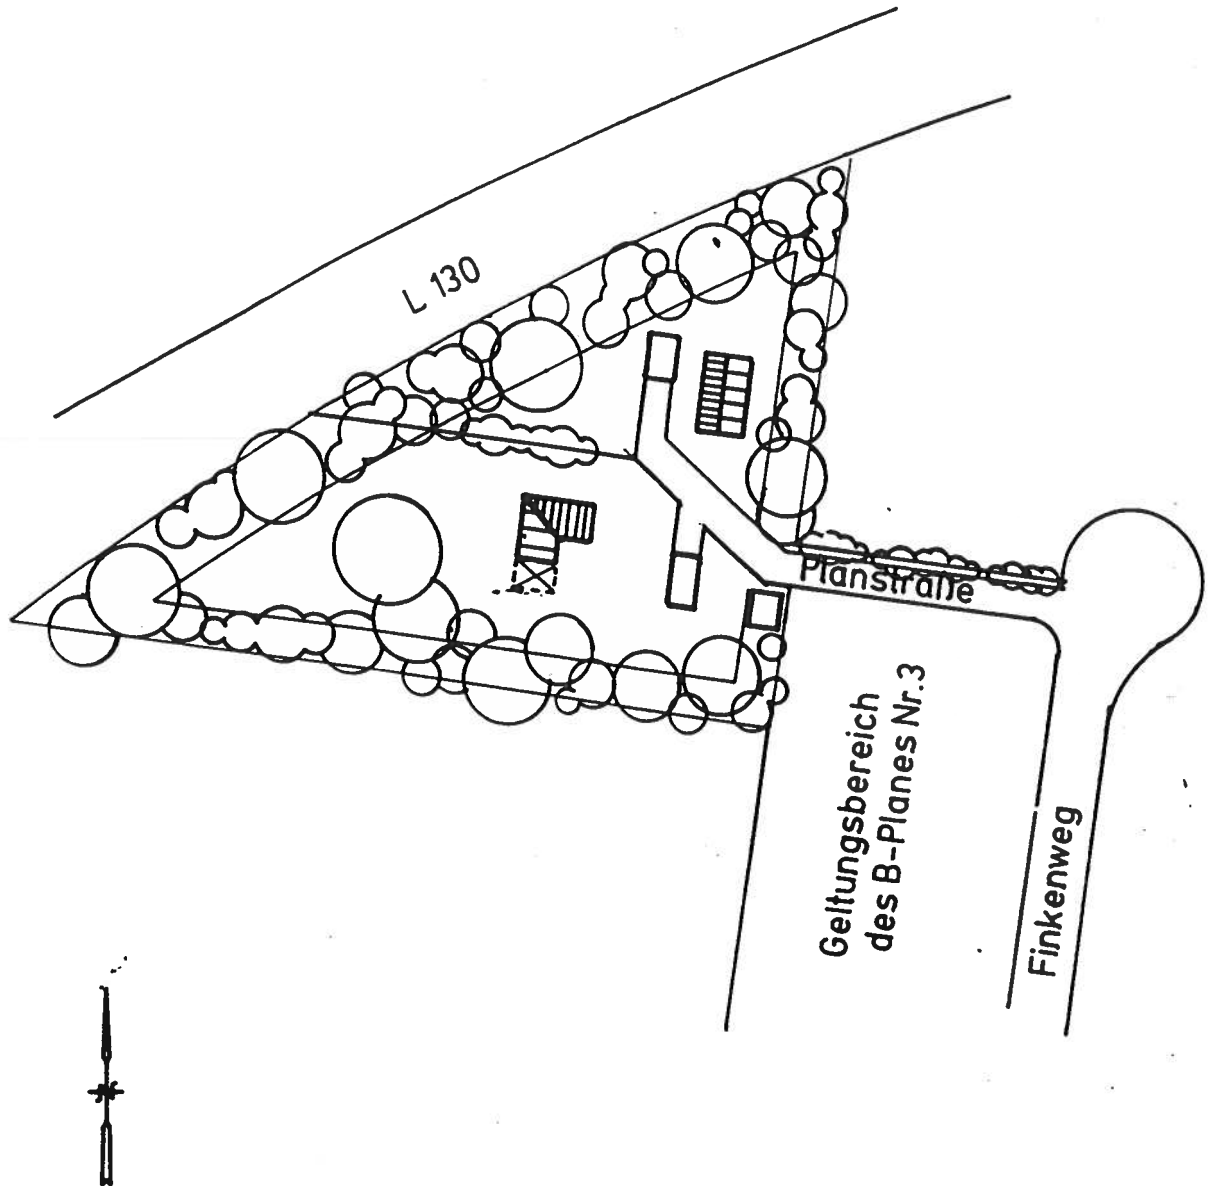 L 130
Planstraße
Geltungsbereich
des B-Planes Nr.3
Finkenweg